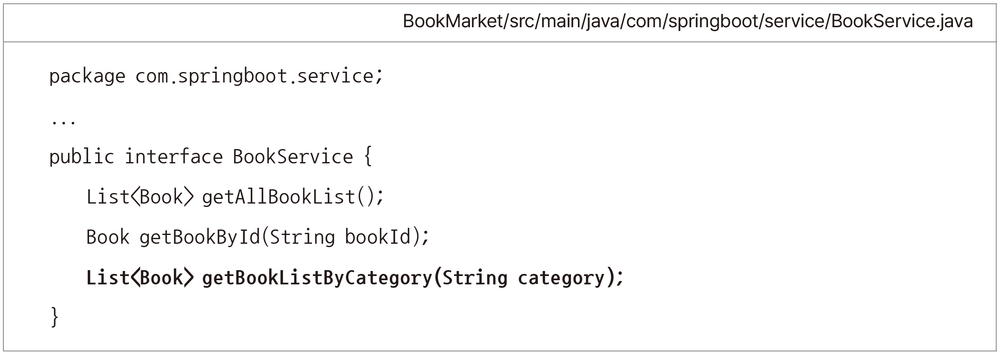 BookMarket/src/main/java/com/springboot/service/BookService.java
package com.springboot.service;
...
public interface BookService {
List<Book> getAllBookList();
Book getBookById(String bookId);
List<Book> getBookListByCategory(String category);
}